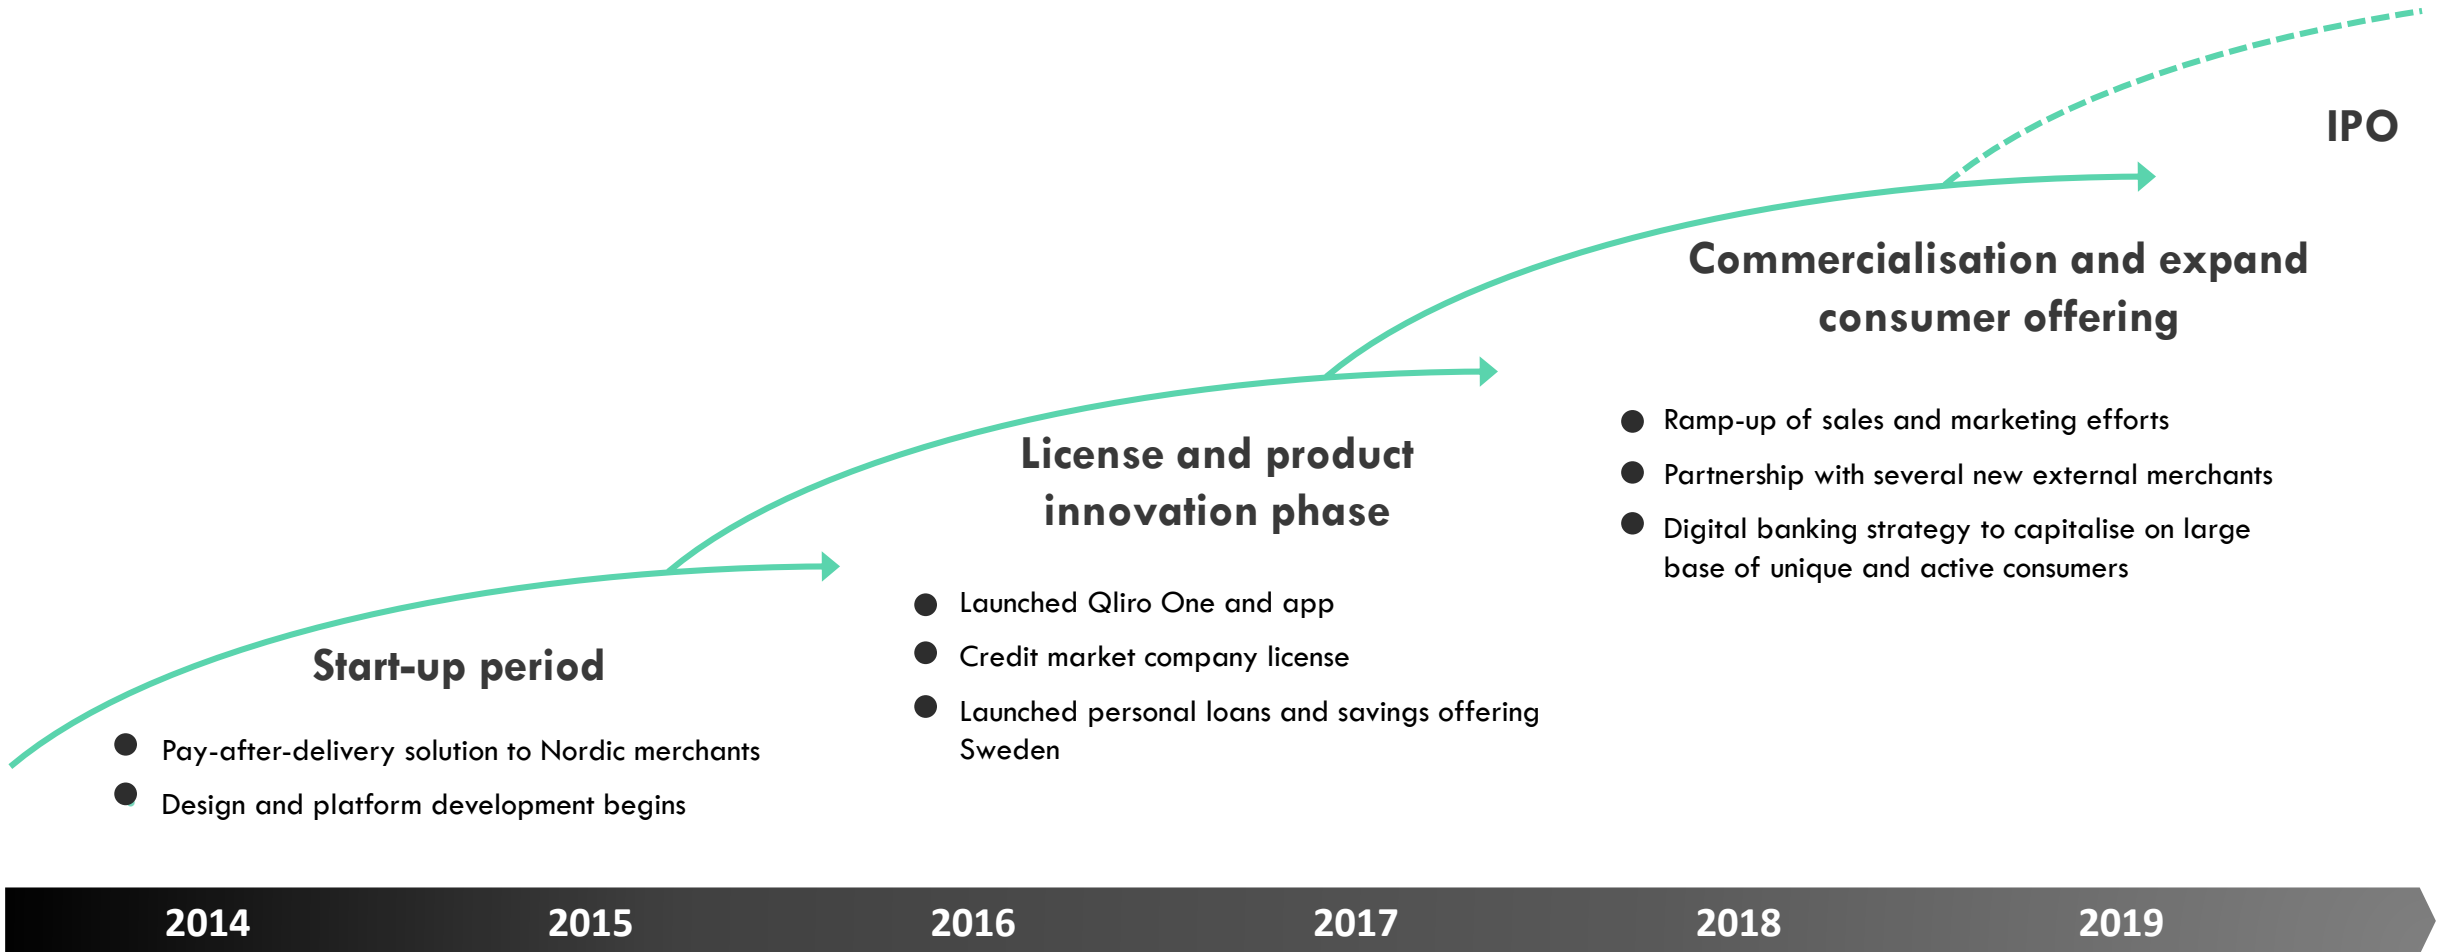 IPO
Commercialisation and expand
consumer offering
Ramp-up of sales and marketing efforts
Partnership with several new external merchants
Digital banking strategy to capitalise on large
base of unique and active consumers
License and product
innovation phase
Launched Qliro One and app
Credit market company license
Launched personal loans and savings offering
Sweden
Start-up period
Pay-after-delivery solution to Nordic merchants
Design and platform development begins
2014 2015 2016 2017 2018 2019